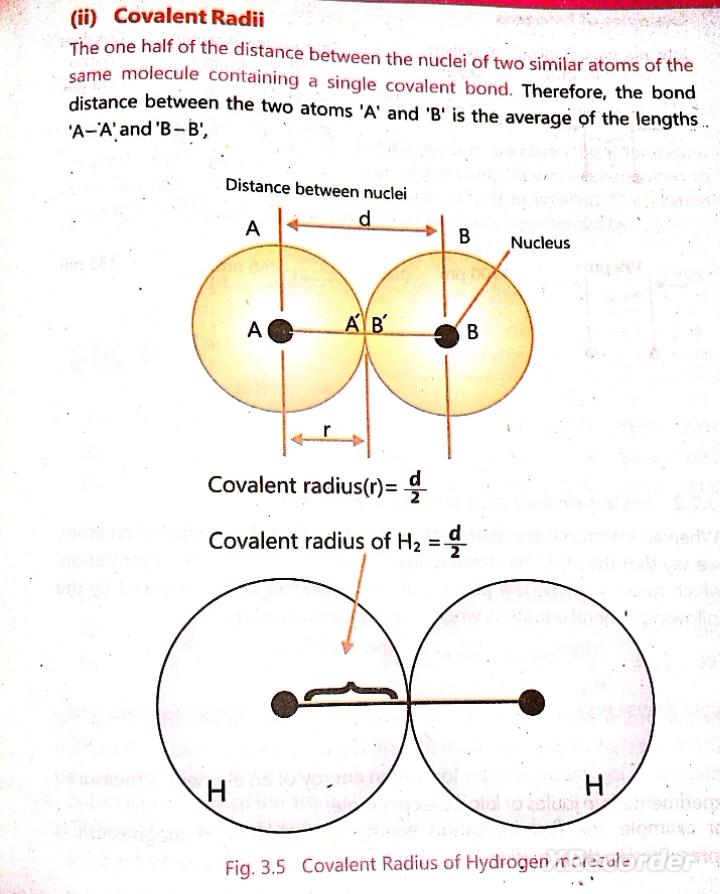 (ii) Covalent Radii
The one half of the distance between the nuclei of two similar atoms of the
same molecule containing a single covalent bond. Therefore, the bond
distance between the two atoms 'A' and 'B' is the average of the lengths
'A–A' and 'B–B',
Distance between nuclei
d
A
B
Nucleus
A
A´ B´
B
r
Covalent radius(r)= d/2
Covalent radius of H₂ = d/2
H
H
Fig. 3.5 Covalent Radius of Hydrogen molecule
XRecorder